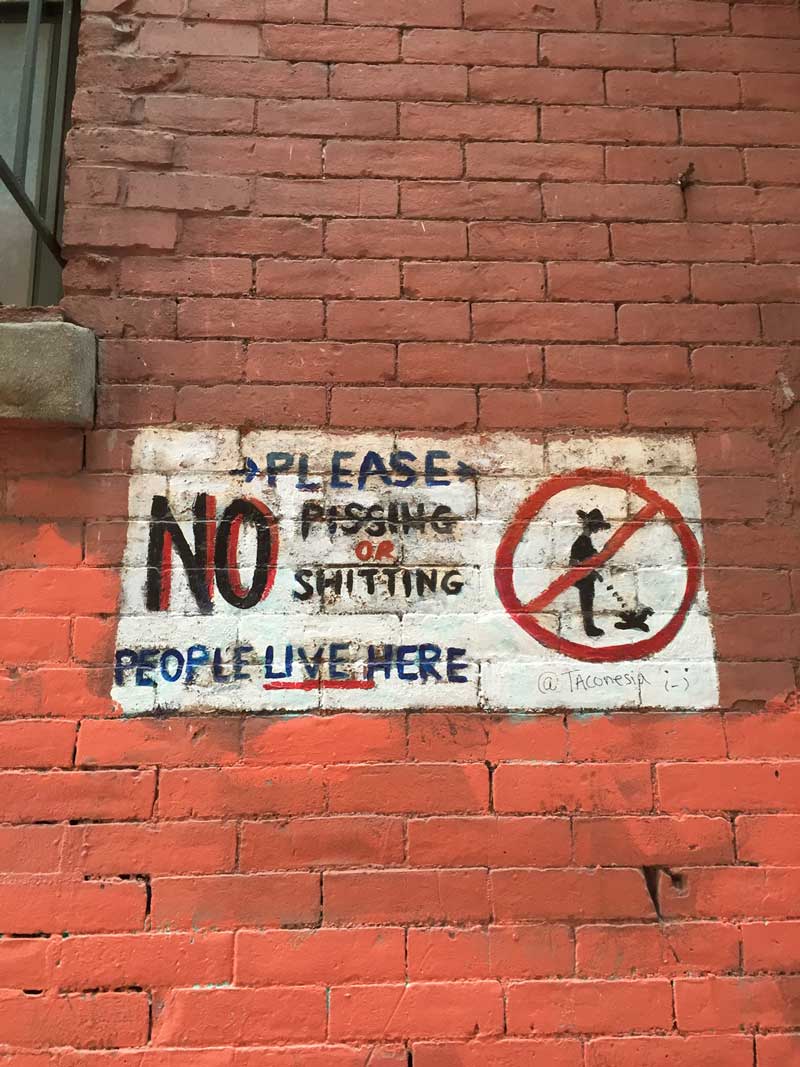 PLEASE
NO PISSING
OR
SHITTING
PEOPLE LIVE HERE
@TAconesia ;-;